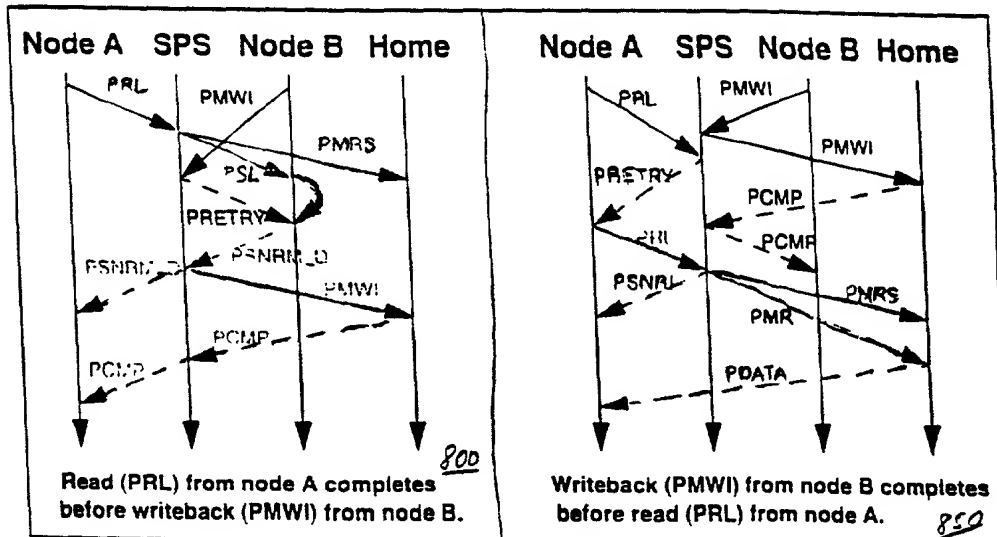 Node A SPS Node B Home
PRL
PMWI
PMRS
PSL
PRETRY
PSNRM_D
PSNRM_D
PMWI
PCMP
PCMP
800
Read (PRL) from node A completes
before writeback (PMWI) from node B.
Node A SPS Node B Home
PRL
PMWI
PMWI
PRETRY
PCMP
PCMP
PSNRL
PMRS
PMR
PDATA
Writeback (PMWI) from node B completes
before read (PRL) from node A.
850